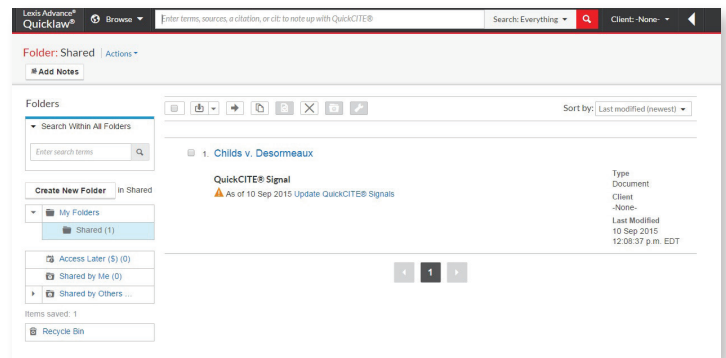 Lexis Advance®
Quicklaw®
Browse
Enter terms, sources, a citation, or cit: to note up with QuickCITE®
Search: Everything
Client: -None-
Folder: Shared | Actions
Add Notes
Folders
Search Within All Folders
Enter search terms
Create New Folder in Shared
My Folders
Shared (1)
Access Later ($) (0)
Shared by Me (0)
Shared by Others ...
Items saved: 1
Recycle Bin
Sort by: Last modified (newest)
1. Childs v. Desormeaux
QuickCITE® Signal
As of 10 Sep 2015 Update QuickCITE® Signals
Type
Document
Client
-None-
Last Modified
10 Sep 2015
12:08:37 p.m. EDT
1